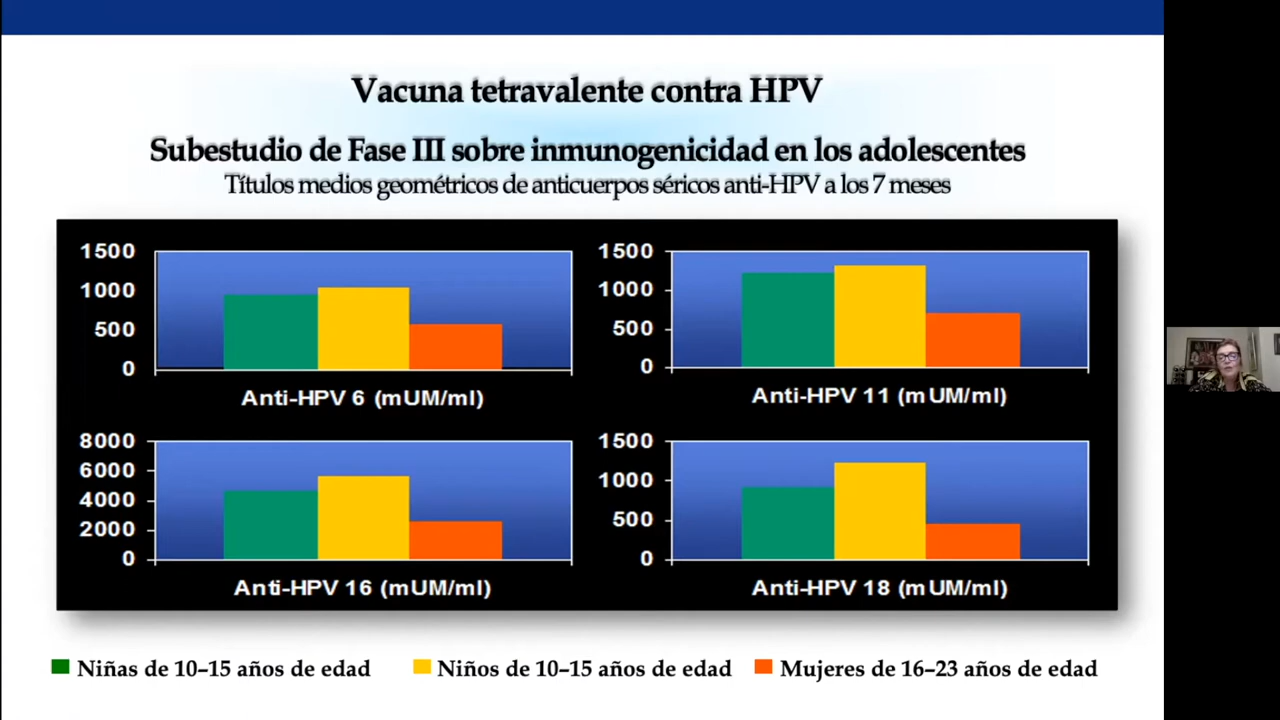 Vacuna tetravalente contra HPV
Subestudio de Fase III sobre inmunogenicidad en los adolescentes
Títulos medios geométricos de anticuerpos séricos anti-HPV a los 7 meses
1500
1000
500
0
Anti-HPV 6 (mUM/ml)
1500
1000
500
0
Anti-HPV 11 (mUM/ml)
8000
6000
4000
2000
0
Anti-HPV 16 (mUM/ml)
1500
1000
500
0
Anti-HPV 18 (mUM/ml)
Niñas de 10–15 años de edad
Niños de 10–15 años de edad
Mujeres de 16–23 años de edad